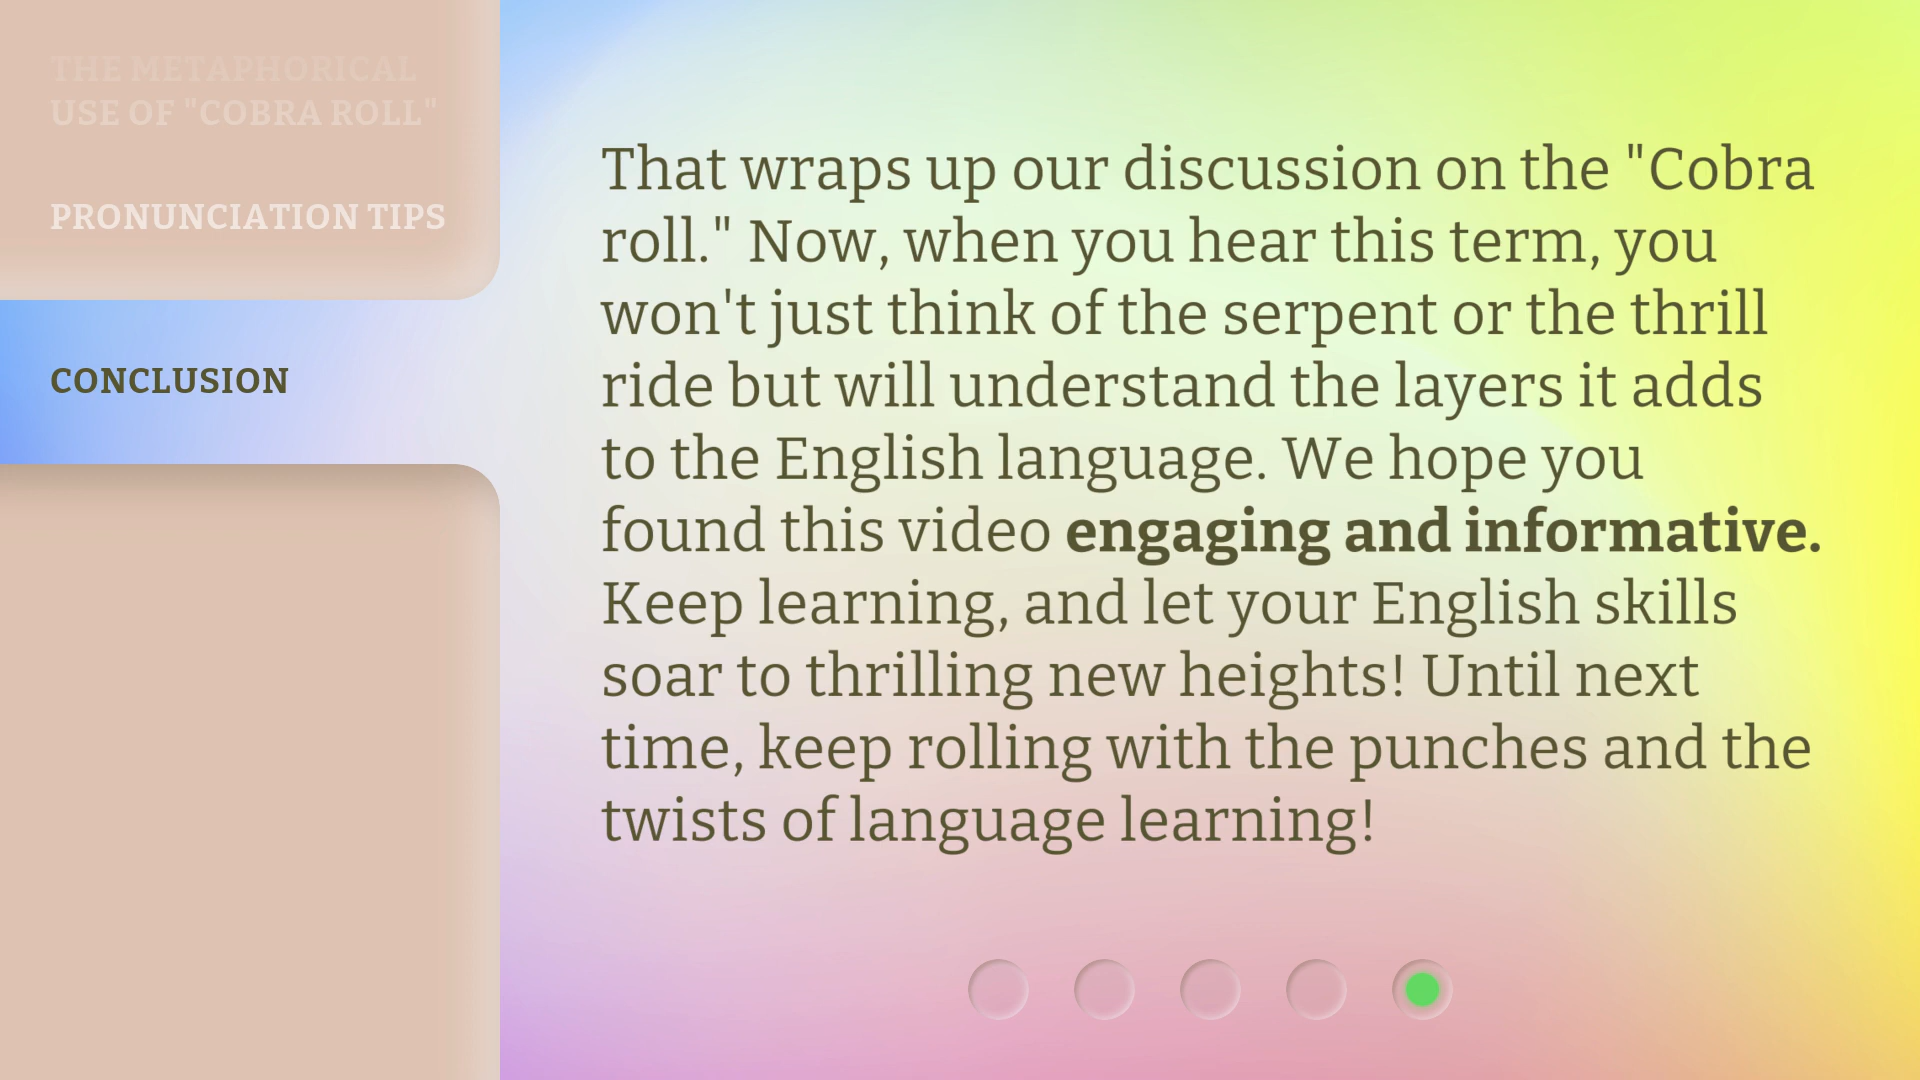 THE METAPHORICAL
USE OF "COBRA ROLL"
PRONUNCIATION TIPS
CONCLUSION
That wraps up our discussion on the "Cobra
roll." Now, when you hear this term, you
won't just think of the serpent or the thrill
ride but will understand the layers it adds
to the English language. We hope you
found this video engaging and informative.
Keep learning, and let your English skills
soar to thrilling new heights! Until next
time, keep rolling with the punches and the
twists of language learning!